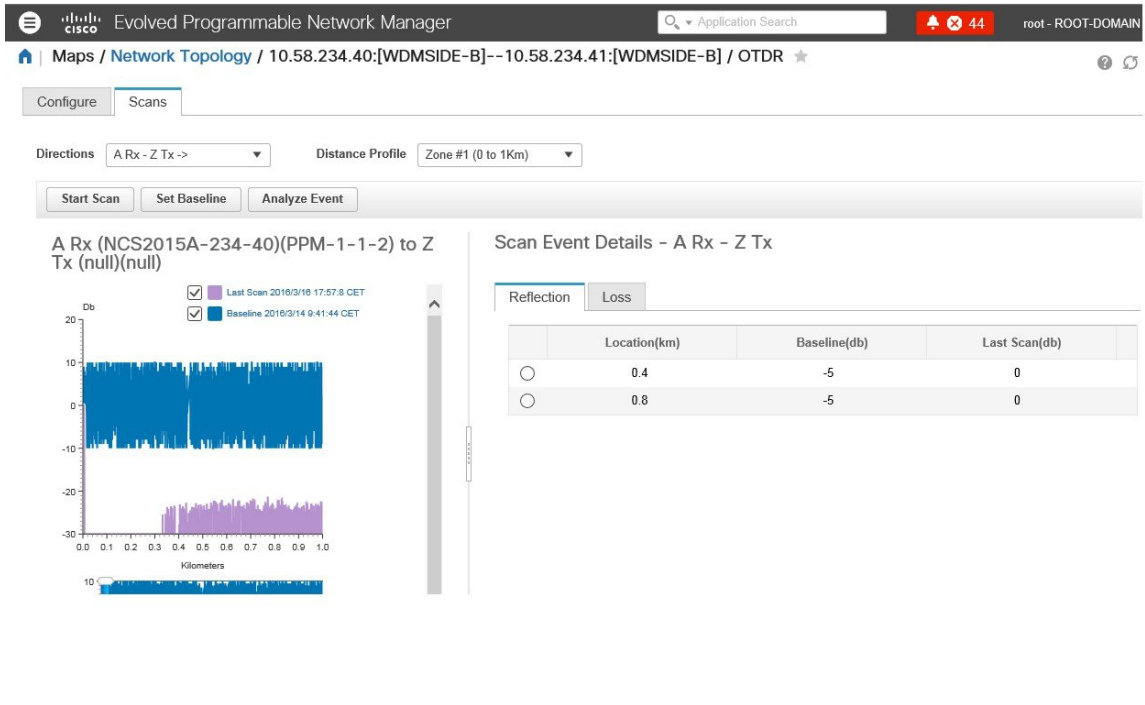 cisco Evolved Programmable Network Manager
Application Search
44
root - ROOT-DOMAIN
Maps / Network Topology / 10.58.234.40:[WDMSIDE-B]--10.58.234.41:[WDMSIDE-B] / OTDR
Configure Scans
Directions A Rx - Z Tx -> Distance Profile Zone #1 (0 to 1Km)
Start Scan Set Baseline Analyze Event
A Rx (NCS2015A-234-40)(PPM-1-1-2) to Z
Tx (null)(null)
Last Scan 2016/3/16 17:57:8 CET
Baseline 2016/3/14 9:41:44 CET
Db
20
10
0
-10
-20
-30
0.0 0.1 0.2 0.3 0.4 0.5 0.6 0.7 0.8 0.9 1.0
Kilometers
10
Scan Event Details - A Rx - Z Tx
Reflection Loss
Location(km) Baseline(db) Last Scan(db)
0.4 -5 0
0.8 -5 0